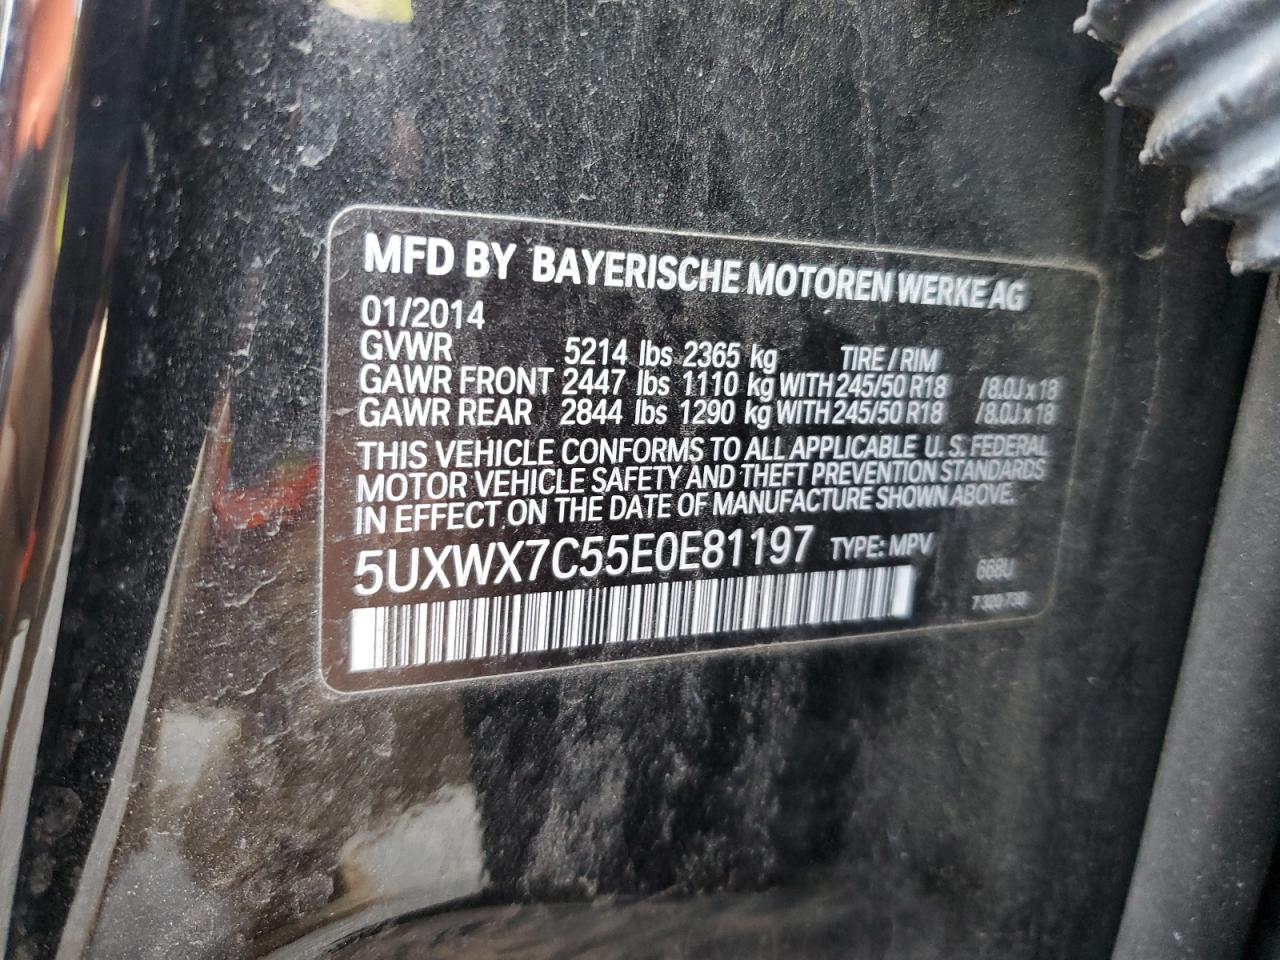 MFD BY BAYERISCHE MOTOREN WERKE AG
01/2014
GVWR 5214 lbs 2365 kg TIRE / RIM
GAWR FRONT 2447 lbs 1110 kg WITH 245/50 R18 /8.0J x 18
GAWR REAR 2844 lbs 1290 kg WITH 245/50 R18 /8.0J x 18
THIS VEHICLE CONFORMS TO ALL APPLICABLE U.S. FEDERAL
MOTOR VEHICLE SAFETY AND THEFT PREVENTION STANDARDS
IN EFFECT ON THE DATE OF MANUFACTURE SHOWN ABOVE.
5UXWX7C55E0E81197 TYPE: MPV
668U